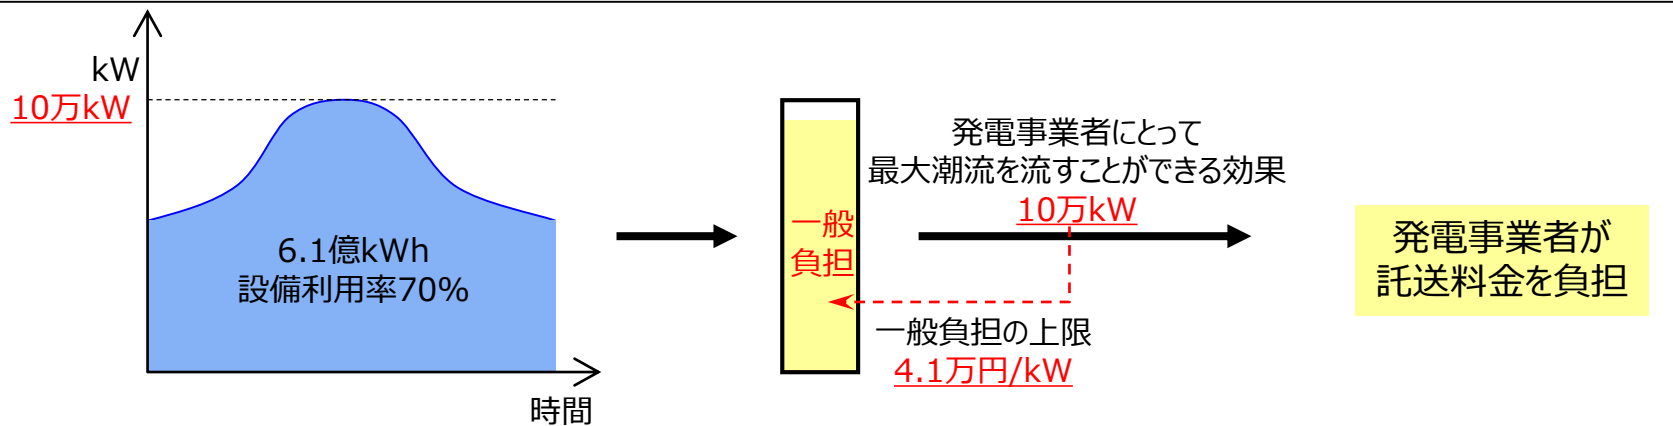 kW
10万kW
6.1億kWh
設備利用率70%
時間
一般
負担
発電事業者にとって
最大潮流を流すことができる効果
10万kW
一般負担の上限
4.1万円/kW
発電事業者が
託送料金を負担